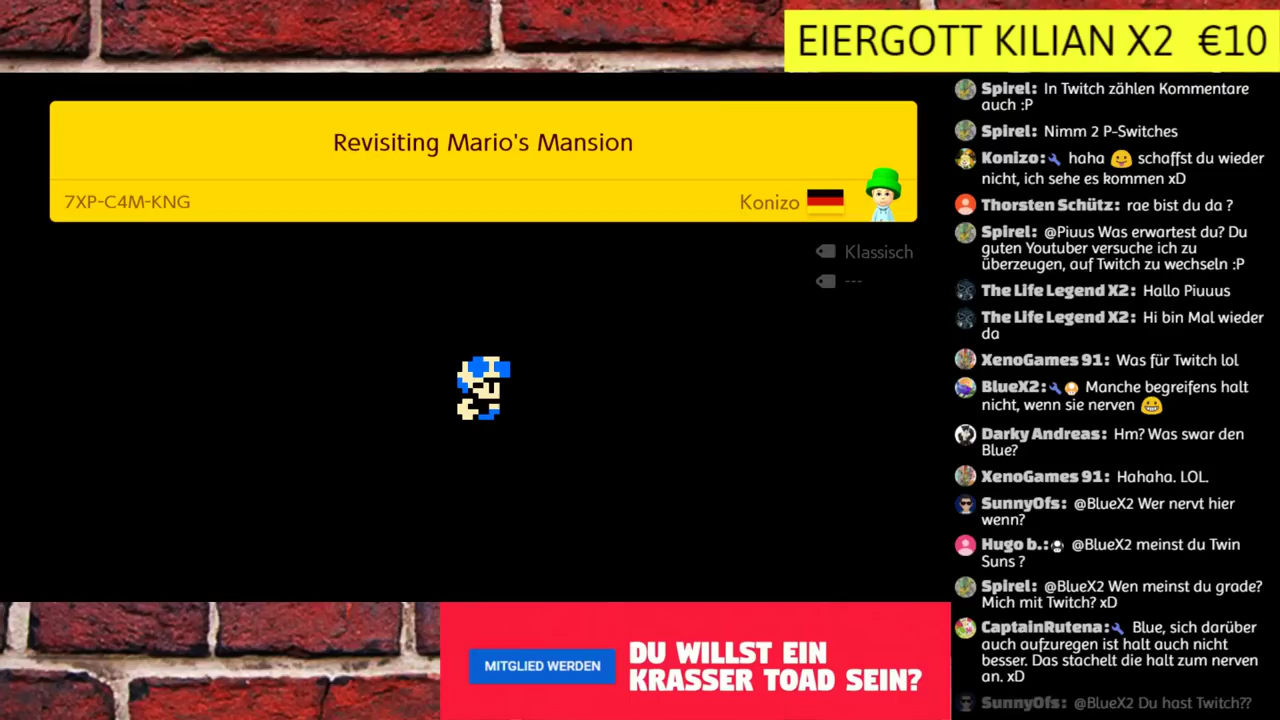 EIERGOTT KILIAN X2 €10
Revisiting Mario's Mansion
7XP-C4M-KNG
Konizo
Klassisch
---
Spirel: In Twitch zählen Kommentare
auch :P
Spirel: Nimm 2 P-Switches
Konizo: haha schaffst du wieder
nicht, ich sehe es kommen xD
Thorsten Schütz: rae bist du da ?
Spirel: @Piuus Was erwartest du? Du
guten Youtuber versuche ich zu
überzeugen, auf Twitch zu wechseln :P
The Life Legend X2: Hallo Piuuus
The Life Legend X2: Hi bin Mal wieder
da
XenoGames 91: Was für Twitch lol
BlueX2: Manche begreifens halt
nicht, wenn sie nerven
Darky Andreas: Hm? Was swar den
Blue?
XenoGames 91: Hahaha. LOL.
SunnyOfs: @BlueX2 Wer nervt hier
wenn?
Hugo b.: @BlueX2 meinst du Twin
Suns ?
Spirel: @BlueX2 Wen meinst du grade?
Mich mit Twitch? xD
CaptainRutena: Blue, sich darüber
auch aufzuregen ist halt auch nicht
besser. Das stachelt die halt zum nerven
an. xD
SunnyOfs: @BlueX2 Du hast Twitch??
MITGLIED WERDEN
DU WILLST EIN
KRASSER TOAD SEIN?